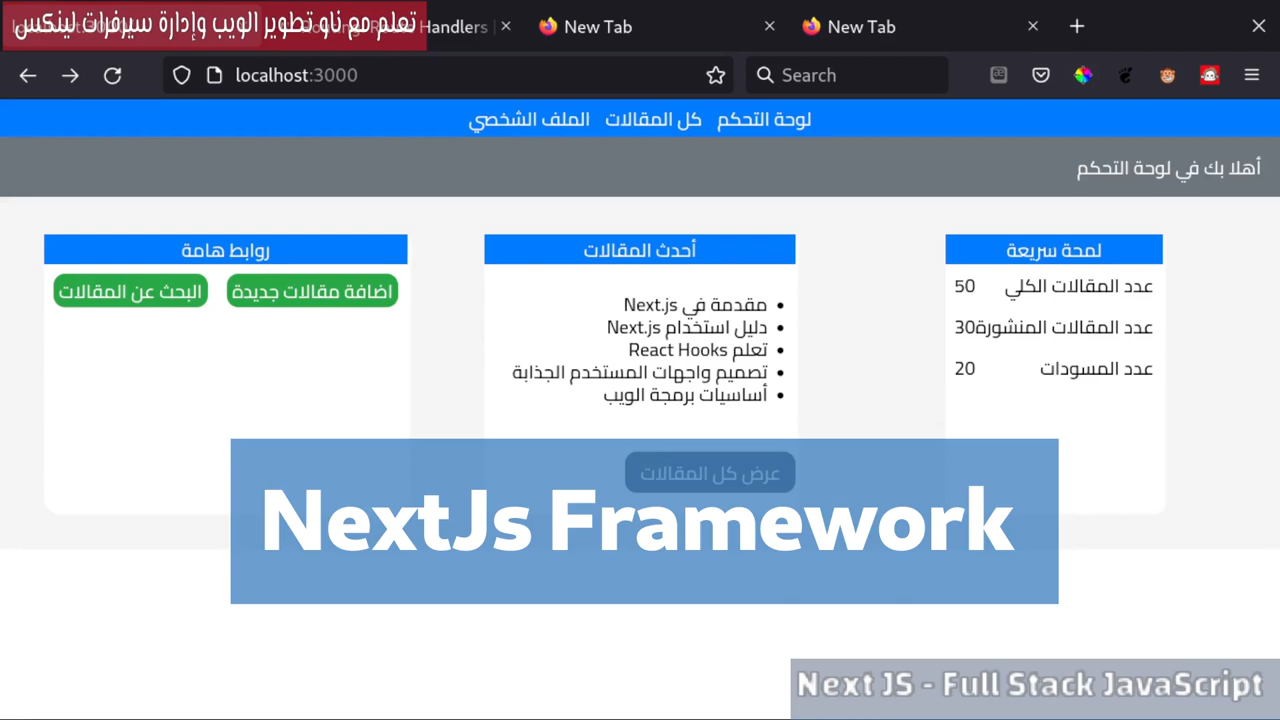 تعلم مع ناو تطوير الويب وإدارة سيرفرات لينكس
Handlers
New Tab
New Tab
localhost:3000
Search
لوحة التحكم كل المقالات الملف الشخصي
أهلا بك في لوحة التحكم
لمحة سريعة
عدد المقالات الكلي 50
عدد المقالات المنشورة30
عدد المسودات 20
أحدث المقالات
مقدمة في Next.js
دليل استخدام Next.js
تعلم React Hooks
تصميم واجهات المستخدم الجذابة
أساسيات برمجة الويب
عرض كل المقالات
روابط هامة
اضافة مقالات جديدة البحث عن المقالات
NextJs Framework
Next JS - Full Stack JavaScript